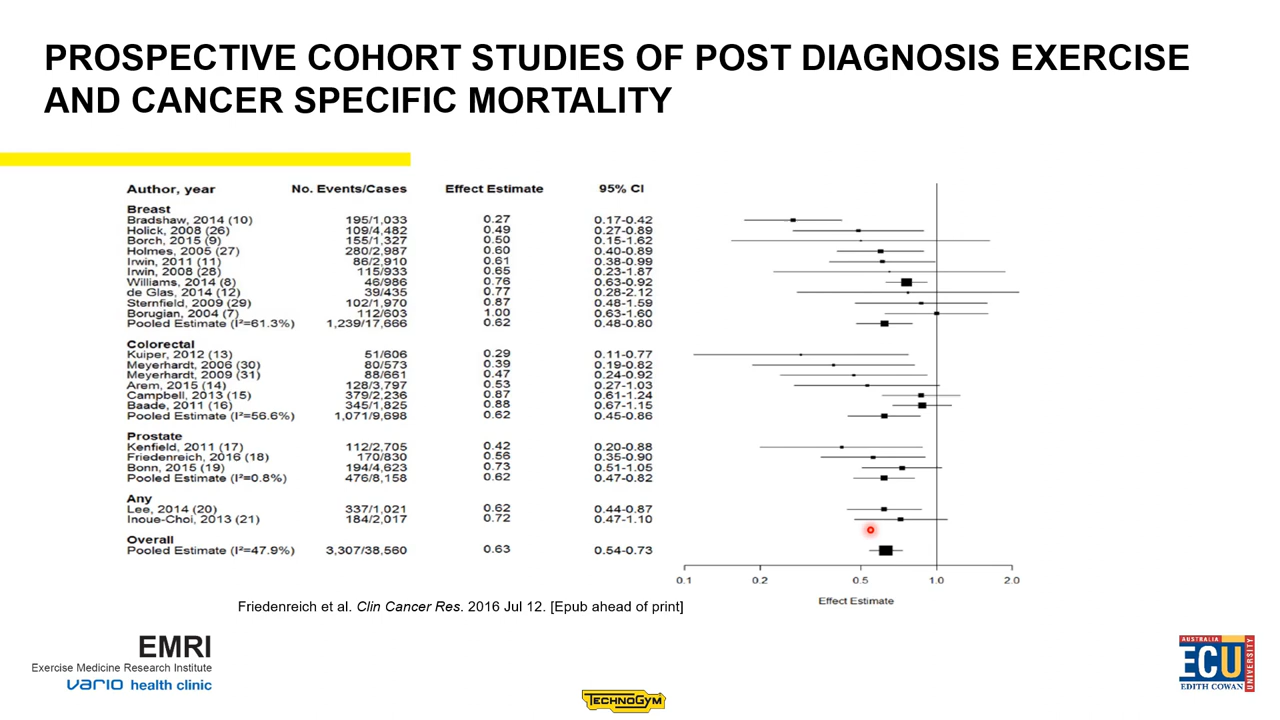 PROSPECTIVE COHORT STUDIES OF POST DIAGNOSIS EXERCISE
AND CANCER SPECIFIC MORTALITY
Author, year No. Events/Cases Effect Estimate 95% CI
Breast
Bradshaw, 2014 (10) 195/1,033 0.27 0.17-0.42
Holick, 2008 (26) 109/4,482 0.49 0.27-0.89
Borch, 2015 (9) 155/1,327 0.50 0.15-1.62
Holmes, 2005 (27) 280/2,987 0.60 0.40-0.89
Irwin, 2011 (11) 86/2,910 0.61 0.38-0.99
Irwin, 2008 (28) 115/933 0.65 0.23-1.87
Williams, 2014 (8) 46/986 0.76 0.63-0.92
de Glas, 2014 (12) 39/435 0.77 0.28-2.12
Sternfield, 2009 (29) 102/1,970 0.87 0.48-1.59
Borugian, 2004 (7) 112/603 1.00 0.63-1.60
Pooled Estimate (I²=61.3%) 1,239/17,666 0.62 0.48-0.80
Colorectal
Kuiper, 2012 (13) 51/606 0.29 0.11-0.77
Meyerhardt, 2006 (30) 80/573 0.39 0.19-0.82
Meyerhardt, 2009 (31) 88/661 0.47 0.24-0.92
Arem, 2015 (14) 128/3,797 0.53 0.27-1.03
Campbell, 2013 (15) 379/2,236 0.87 0.61-1.24
Baade, 2011 (16) 345/1,825 0.88 0.67-1.15
Pooled Estimate (I²=56.6%) 1,071/9,698 0.62 0.45-0.86
Prostate
Kenfield, 2011 (17) 112/2,705 0.42 0.20-0.88
Friedenreich, 2016 (18) 170/830 0.56 0.35-0.90
Bonn, 2015 (19) 194/4,623 0.73 0.51-1.05
Pooled Estimate (I²=0.8%) 476/8,158 0.62 0.47-0.82
Any
Lee, 2014 (20) 337/1,021 0.62 0.44-0.87
Inoue-Choi, 2013 (21) 184/2,017 0.72 0.47-1.10
Overall
Pooled Estimate (I²=47.9%) 3,307/38,560 0.63 0.54-0.73
0.1 0.2 0.5 1.0 2.0
Effect Estimate
Friedenreich et al. Clin Cancer Res. 2016 Jul 12. [Epub ahead of print]
EMRI
Exercise Medicine Research Institute
vario health clinic
TECHNOGYM
AUSTRALIA
ECU
EDITH COWAN
UNIVERSITY